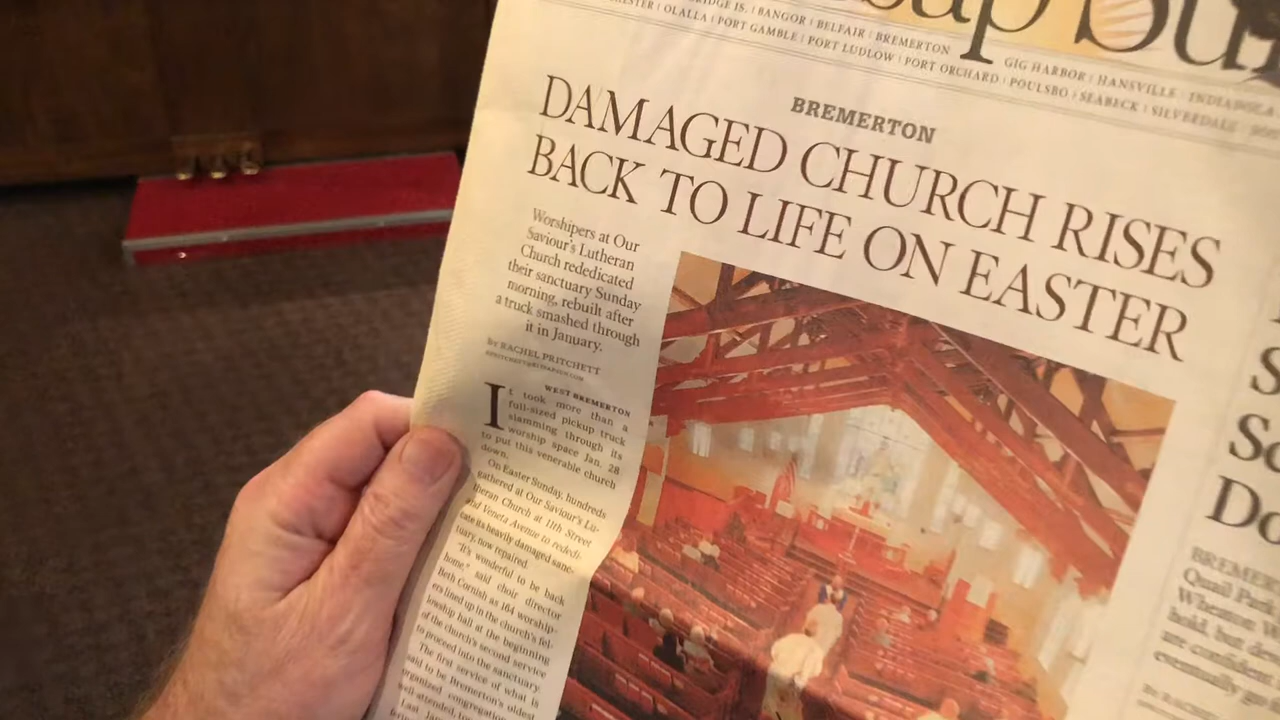 OLALLA | PORT GAMBLE | PORT LUDLOW | PORT ORCHARD | POULSBO | SEABECK | SILVERDALE
BANGOR | BELFAIR | BREMERTON
GIG HARBOR | HANSVILLE | INDIANOLA
BREMERTON
DAMAGED CHURCH RISES
BACK TO LIFE ON EASTER
Worshipers at Our
Saviour's Lutheran
Church rededicated
their sanctuary Sunday
morning, rebuilt after
a truck smashed through
it in January.
BY RACHEL PRITCHETT
WEST BREMERTON
It took more than a
full-sized pickup truck
slamming through its
worship space Jan. 28
to put this venerable church
down.
On Easter Sunday, hundreds
gathered at Our Saviour's Lu-
theran Church at 11th Street
and Veneta Avenue to rededi-
cate its heavily damaged sanc-
tuary, now repaired.
"It's wonderful to be back
home," said choir director
Beth Cornish as 164 worship-
ers lined up in the church's fel-
lowship hall at the beginning
of the church's second service
to proceed into the sanctuary.
The first service of what is
said to be Bremerton's oldest
organized congregation
well-attended,
Quail Park